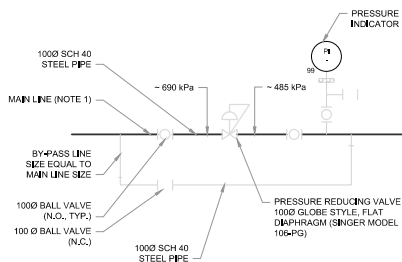 PRESSURE
INDICATOR
PI
-
99
100Ø SCH 40
STEEL PIPE
~ 690 kPa
~ 485 kPa
MAIN LINE (NOTE 1)
BY-PASS LINE
SIZE EQUAL TO
MAIN LINE SIZE
100Ø BALL VALVE
(N.O., TYP.)
100 Ø BALL VALVE
(N.C.)
100Ø SCH 40
STEEL PIPE
PRESSURE REDUCING VALVE
100Ø GLOBE STYLE, FLAT
DIAPHRAGM (SINGER MODEL
106-PG)